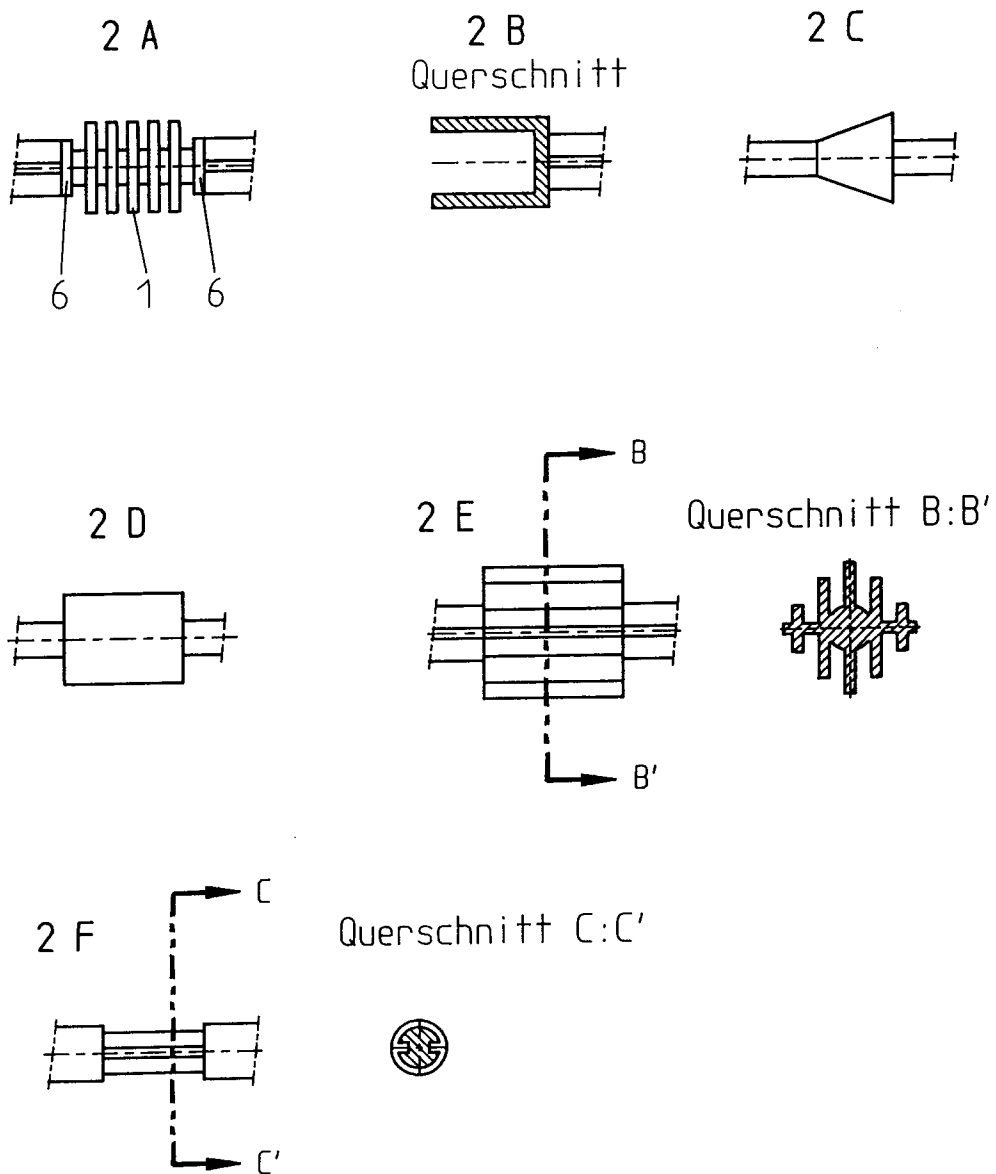 2 A
2 B
Querschnitt
2 C
6 1 6
2 D
2 E
B
B'
Querschnitt B:B'
2 F
C
C'
Querschnitt C:C'